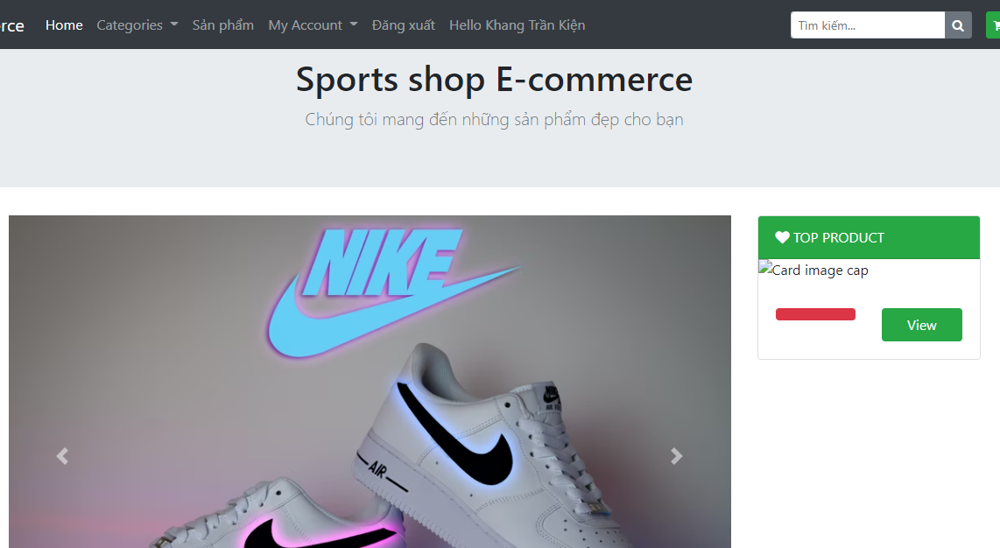 rce Home Categories Sản phẩm My Account Đăng xuất Hello Khang Trần Kiện Tìm kiếm...
Sports shop E-commerce
Chúng tôi mang đến những sản phẩm đẹp cho bạn
TOP PRODUCT
Card image cap
View
NIKE
NIKE
AIR